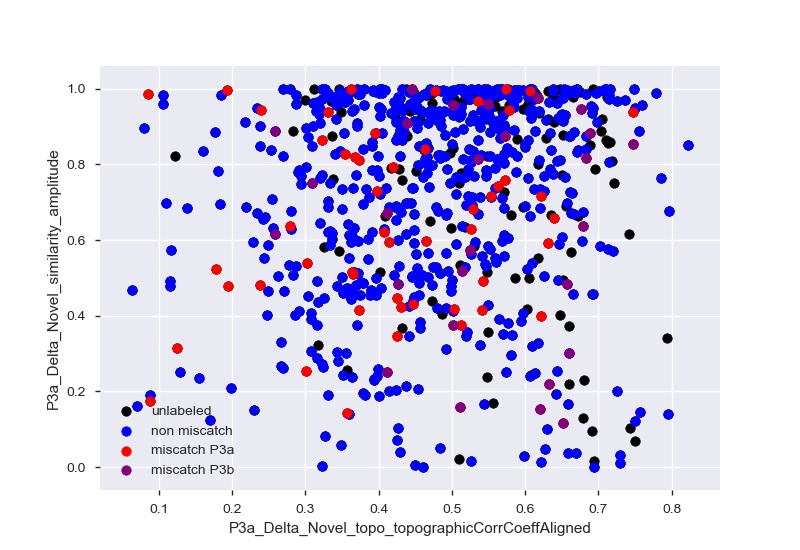 1.0
0.8
0.6
0.4
0.2
0.0
P3a_Delta_Novel_similarity_amplitude
unlabeled
non miscatch
miscatch P3a
miscatch P3b
0.1 0.2 0.3 0.4 0.5 0.6 0.7 0.8
P3a_Delta_Novel_topo_topographicCorrCoeffAligned